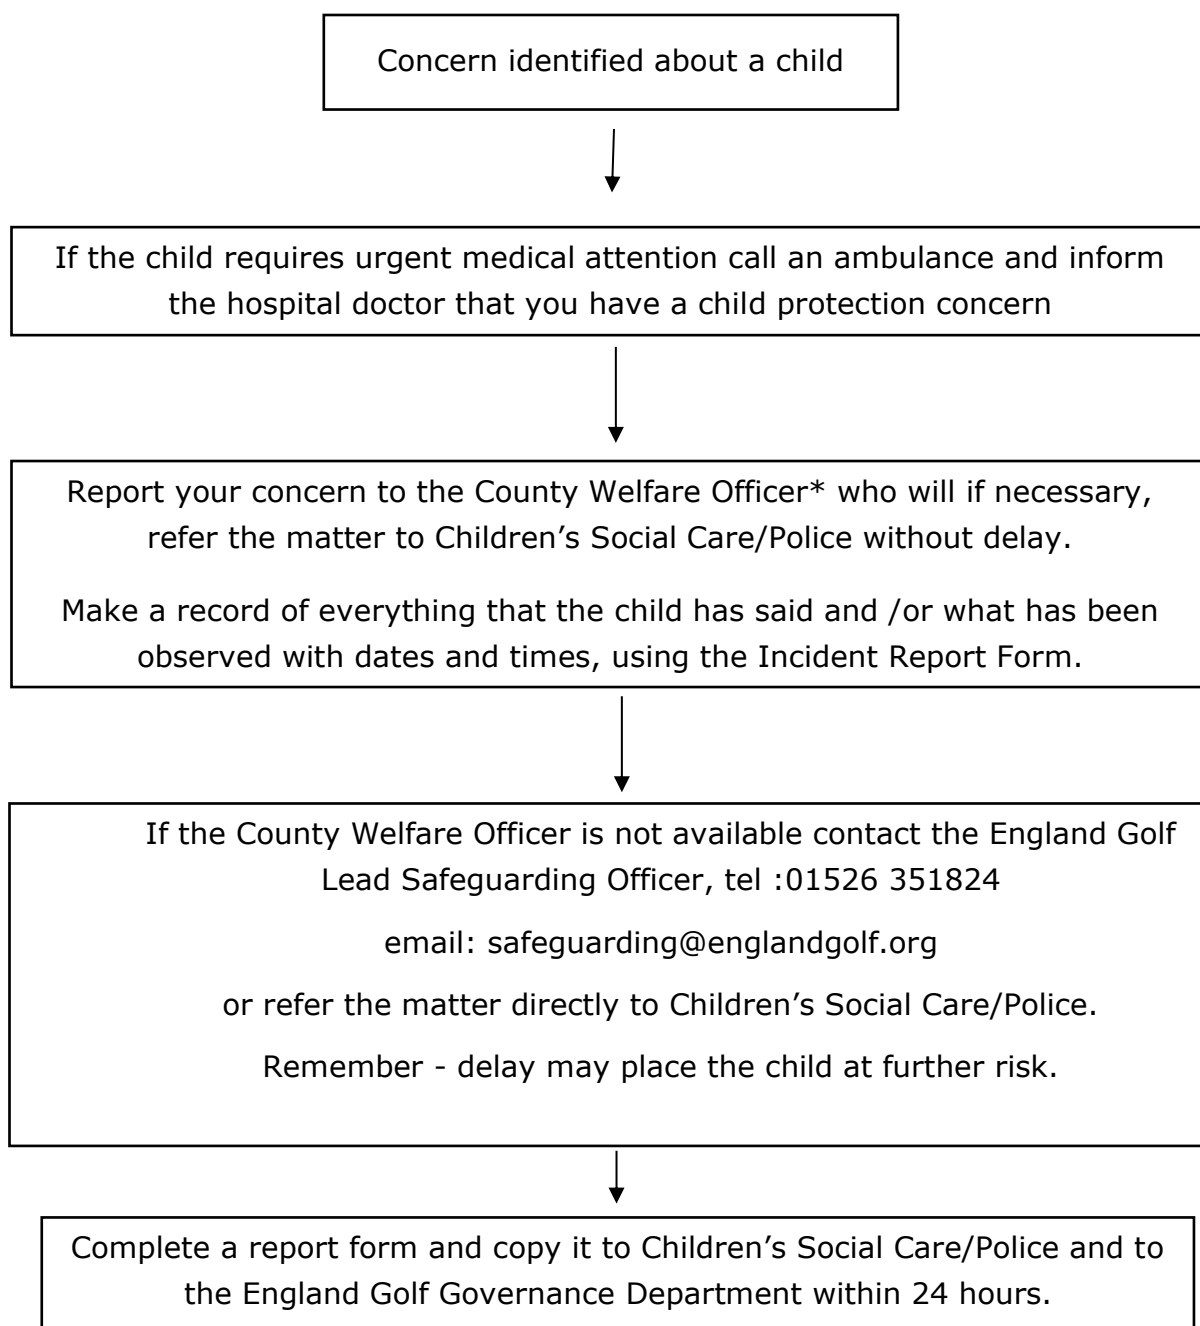 Concern identified about a child
If the child requires urgent medical attention call an ambulance and inform
the hospital doctor that you have a child protection concern
Report your concern to the County Welfare Officer* who will if necessary,
refer the matter to Children’s Social Care/Police without delay.
Make a record of everything that the child has said and /or what has been
observed with dates and times, using the Incident Report Form.
If the County Welfare Officer is not available contact the England Golf
Lead Safeguarding Officer, tel :01526 351824
email: safeguarding@englandgolf.org
or refer the matter directly to Children’s Social Care/Police.
Remember - delay may place the child at further risk.
Complete a report form and copy it to Children’s Social Care/Police and to
the England Golf Governance Department within 24 hours.